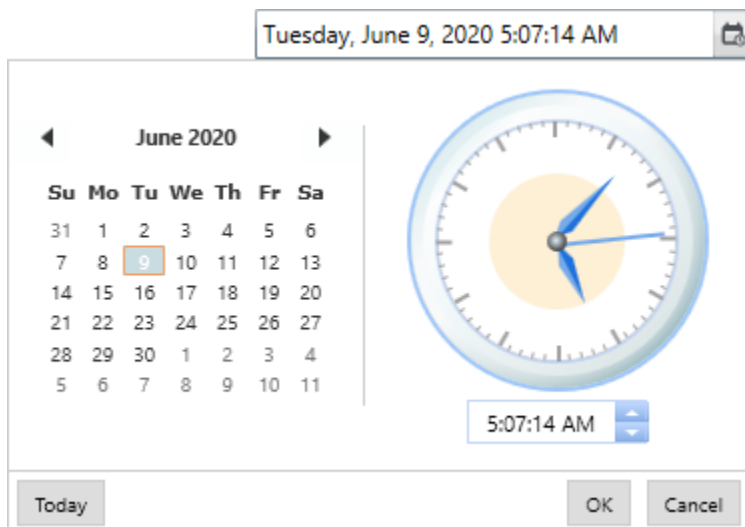 Tuesday, June 9, 2020 5:07:14 AM
June 2020
Su Mo Tu We Th Fr Sa
31 1 2 3 4 5 6
7 8 9 10 11 12 13
14 15 16 17 18 19 20
21 22 23 24 25 26 27
28 29 30 1 2 3 4
5 6 7 8 9 10 11
5:07:14 AM
Today OK Cancel